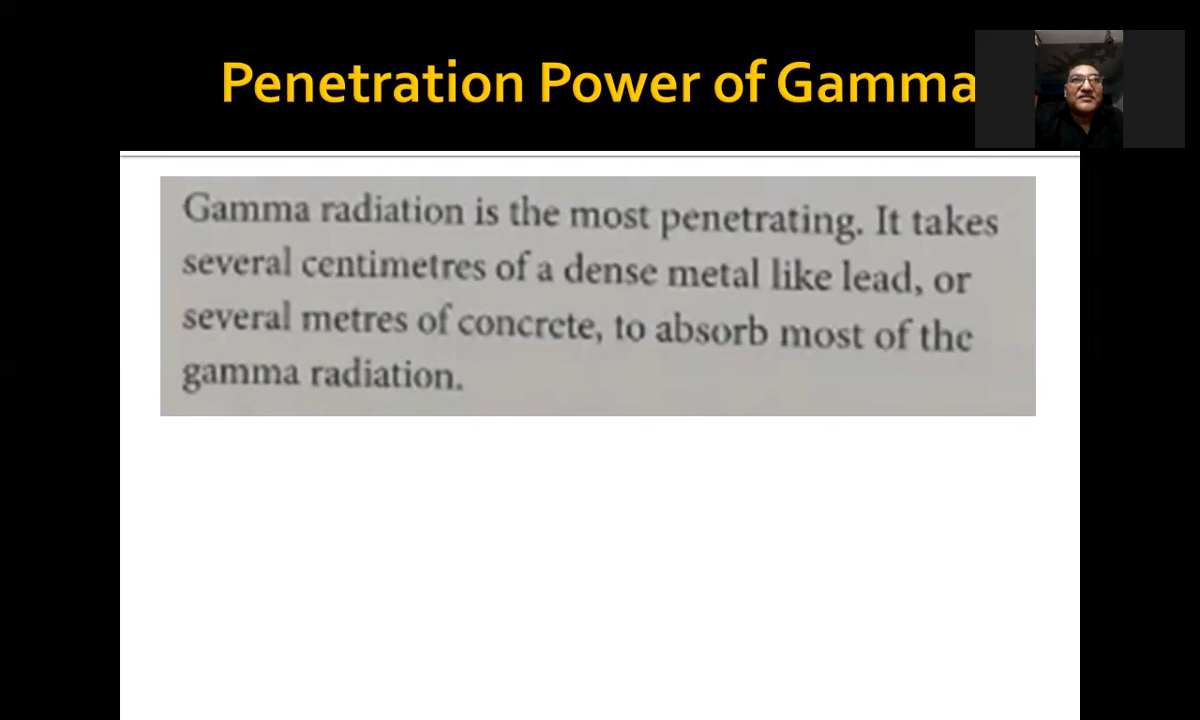 Penetration Power of Gamma
Gamma radiation is the most penetrating. It takes
several centimetres of a dense metal like lead, or
several metres of concrete, to absorb most of the
gamma radiation.